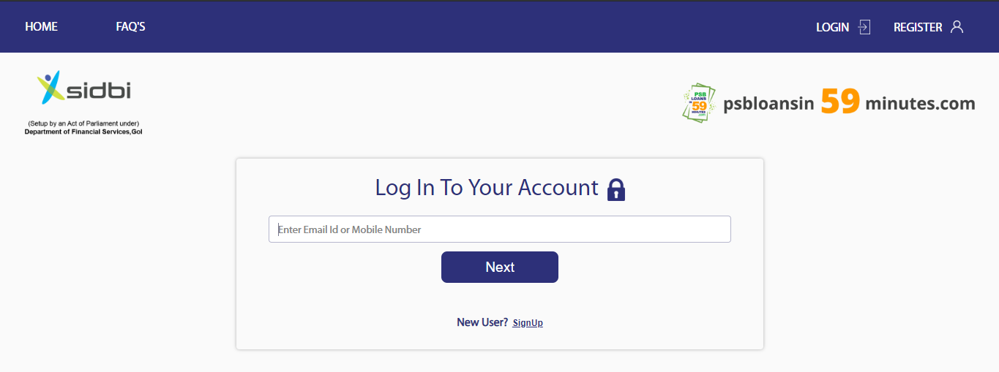 HOME FAQ'S LOGIN REGISTER
sidbi
(Setup by an Act of Parliament under)
Department of Financial Services,GoI
PSB
LOANS
IN
59
MINUTES
.com
psbloansin 59 minutes.com
Log In To Your Account
Enter Email Id or Mobile Number
Next
New User? SignUp